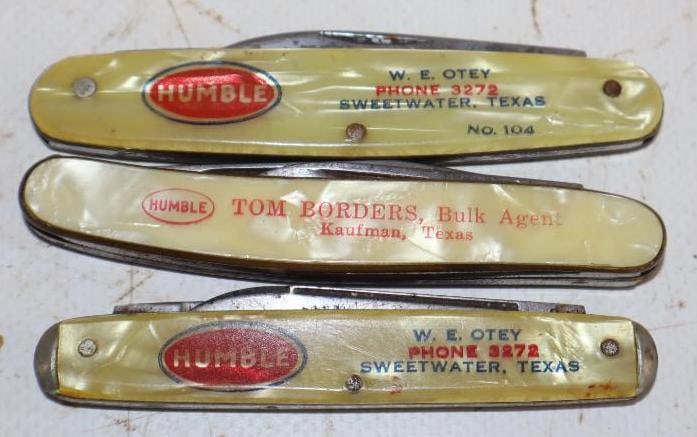 HUMBLE
W. E. OTEY
PHONE 3272
SWEETWATER, TEXAS
No. 104
HUMBLE
TOM BORDERS, Bulk Agent
Kaufman, Texas
HUMBLE
W. E. OTEY
PHONE 3272
SWEETWATER, TEXAS